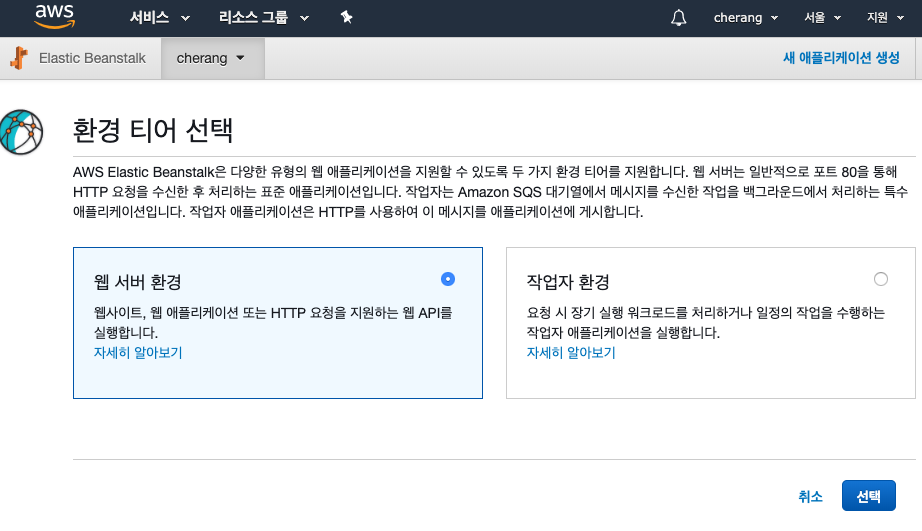 aws 서비스 리소스 그룹 cherang 서울 지원
Elastic Beanstalk cherang 새 애플리케이션 생성
환경 티어 선택
AWS Elastic Beanstalk은 다양한 유형의 웹 애플리케이션을 지원할 수 있도록 두 가지 환경 티어를 지원합니다. 웹 서버는 일반적으로 포트 80을 통해
HTTP 요청을 수신한 후 처리하는 표준 애플리케이션입니다. 작업자는 Amazon SQS 대기열에서 메시지를 수신한 작업을 백그라운드에서 처리하는 특수
애플리케이션입니다. 작업자 애플리케이션은 HTTP를 사용하여 이 메시지를 애플리케이션에 게시합니다.
웹 서버 환경
웹사이트, 웹 애플리케이션 또는 HTTP 요청을 지원하는 웹 API를
실행합니다.
자세히 알아보기
작업자 환경
요청 시 장기 실행 워크로드를 처리하거나 일정의 작업을 수행하는
작업자 애플리케이션을 실행합니다.
자세히 알아보기
취소 선택